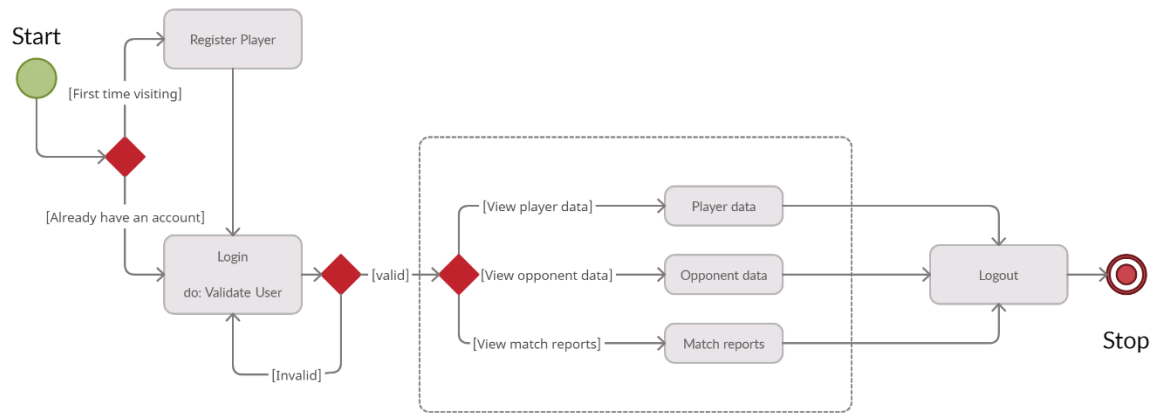 Start
Register Player
[First time visiting]
[Already have an account]
Login
do: Validate User
[valid]
[Invalid]
[View player data]
Player data
[View opponent data]
Opponent data
[View match reports]
Match reports
Logout
Stop